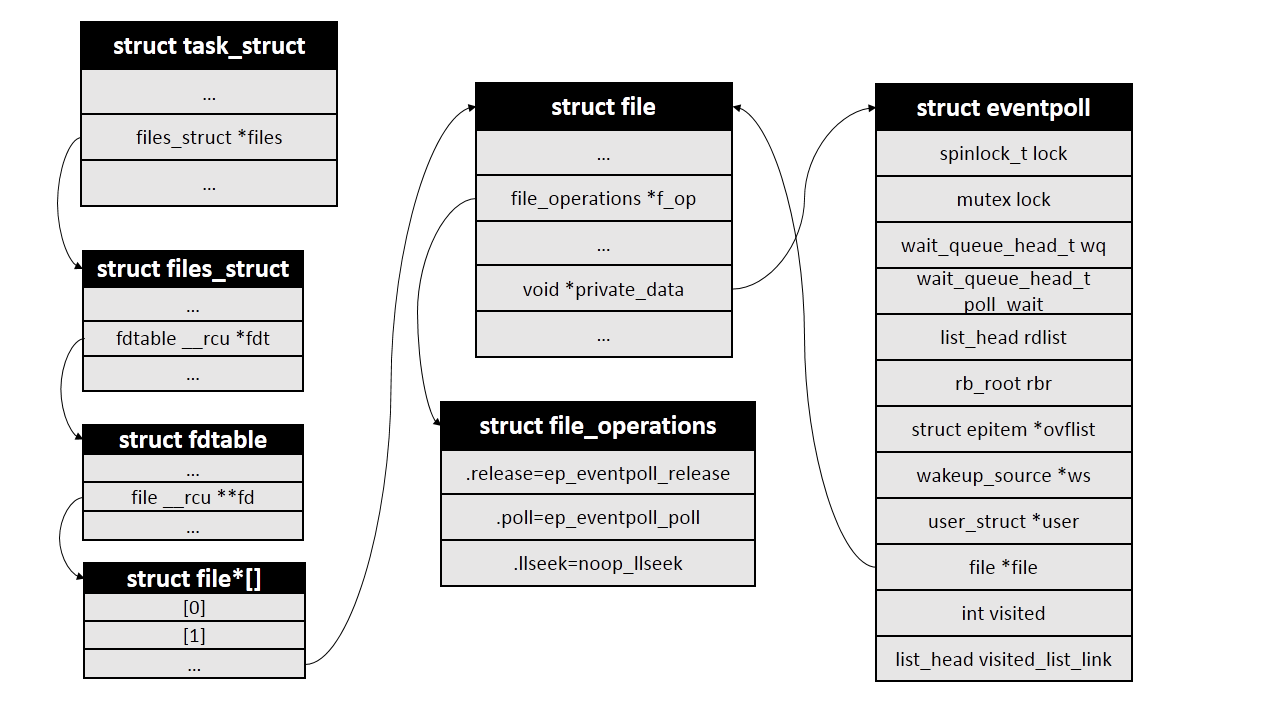 struct task_struct
...
files_struct *files
...
struct files_struct
...
fdtable __rcu *fdt
...
struct fdtable
...
file __rcu **fd
...
struct file*[]
[0]
[1]
...
struct file
...
file_operations *f_op
...
void *private_data
...
struct file_operations
.release=ep_eventpoll_release
.poll=ep_eventpoll_poll
.llseek=noop_llseek
struct eventpoll
spinlock_t lock
mutex lock
wait_queue_head_t wq
wait_queue_head_t
poll_wait
list_head rdlist
rb_root rbr
struct epitem *ovflist
wakeup_source *ws
user_struct *user
file *file
int visited
list_head visited_list_link